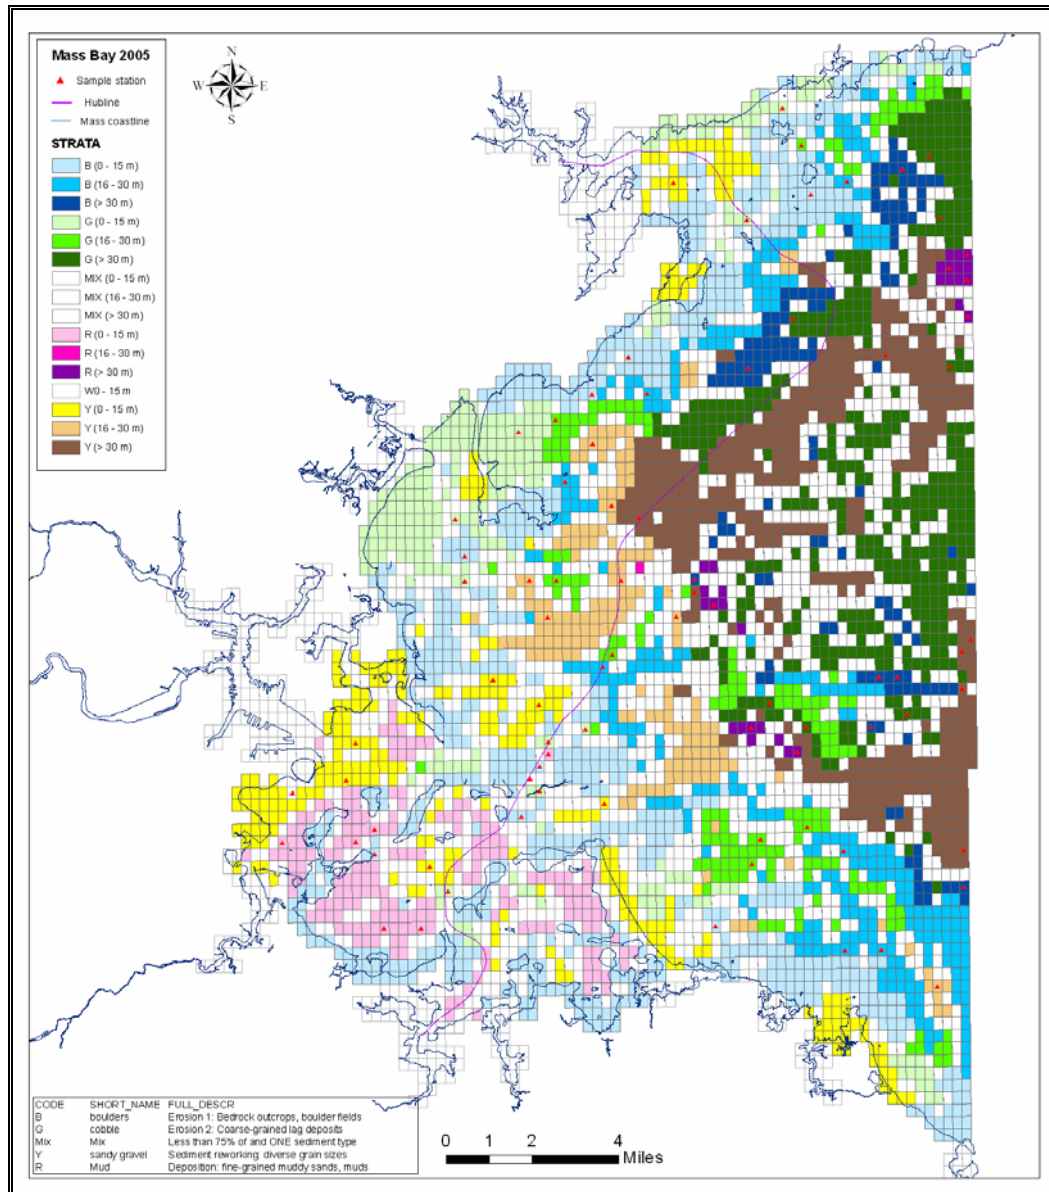 Mass Bay 2005
Sample station
Hubline
Mass coastline
STRATA
B (0 - 15 m)
B (16 - 30 m)
B (> 30 m)
G (0 - 15 m)
G (16 - 30 m)
G (> 30 m)
MIX (0 - 15 m)
MIX (16 - 30 m)
MIX (> 30 m)
R (0 - 15 m)
R (16 - 30 m)
R (> 30 m)
W0 - 15 m
Y (0 - 15 m)
Y (16 - 30 m)
Y (> 30 m)
N
W E
S
CODE SHORT_NAME FULL_DESCR
B boulders Erosion 1: Bedrock outcrops, boulder fields
G cobble Erosion 2: Coarse-grained lag deposits
Mix Mix Less than 75% of and ONE sediment type
Y sandy gravel Sediment reworking: diverse grain sizes
R Mud Deposition: fine-grained muddy sands, muds
0 1 2 4
Miles